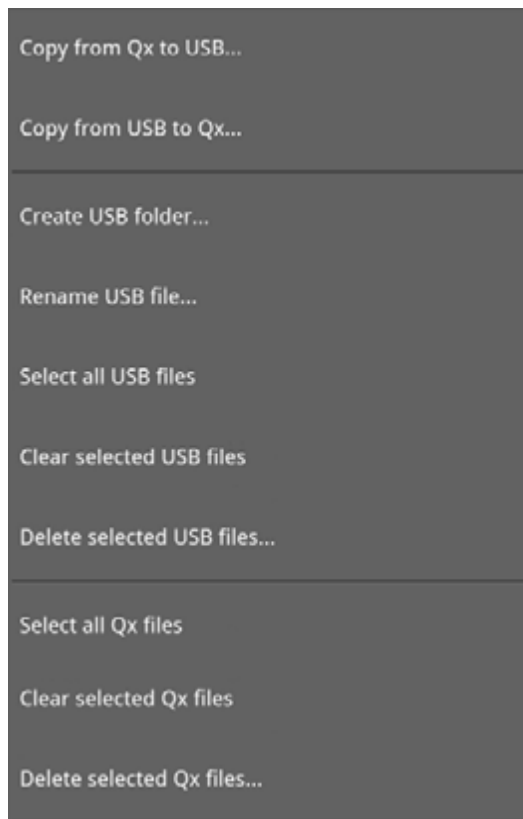 Copy from Qx to USB...
Copy from USB to Qx...
Create USB folder...
Rename USB file...
Select all USB files
Clear selected USB files
Delete selected USB files...
Select all Qx files
Clear selected Qx files
Delete selected Qx files...